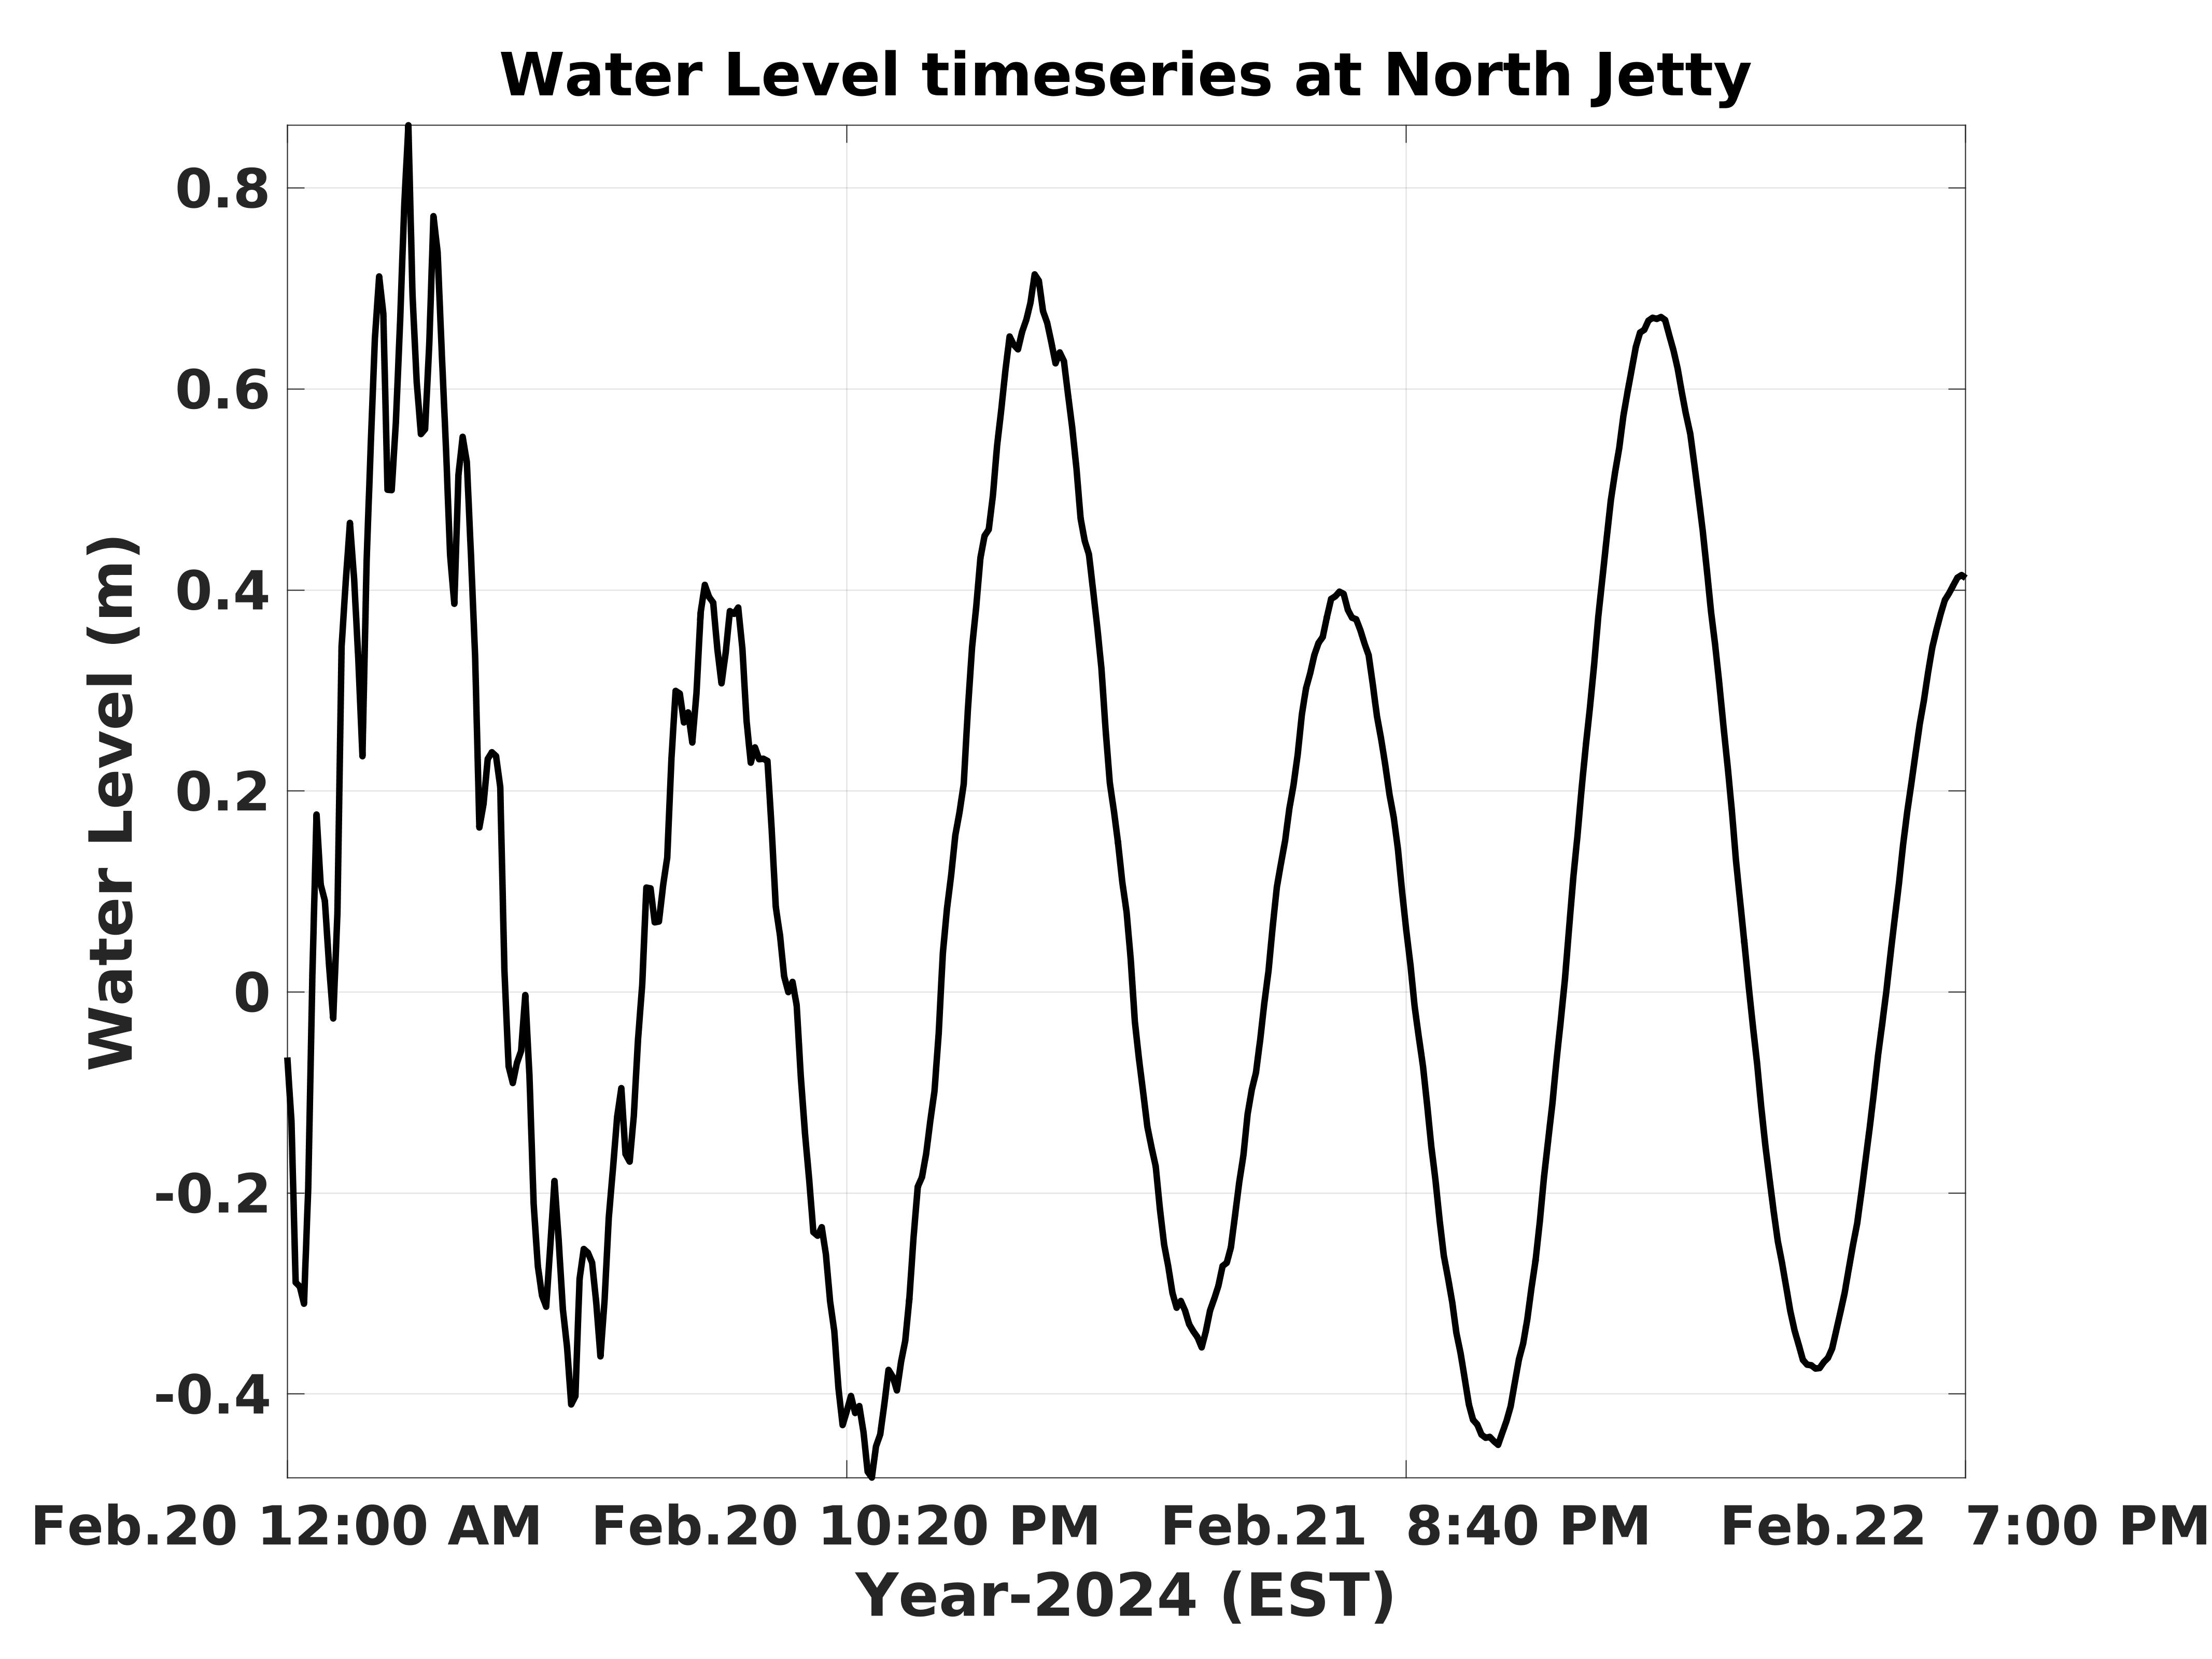 Water Level timeseries at North Jetty
Water Level (m)
0.8
0.6
0.4
0.2
0
-0.2
-0.4
Feb.20 12:00 AM Feb.20 10:20 PM Feb.21 8:40 PM Feb.22 7:00 PM
Year-2024 (EST)